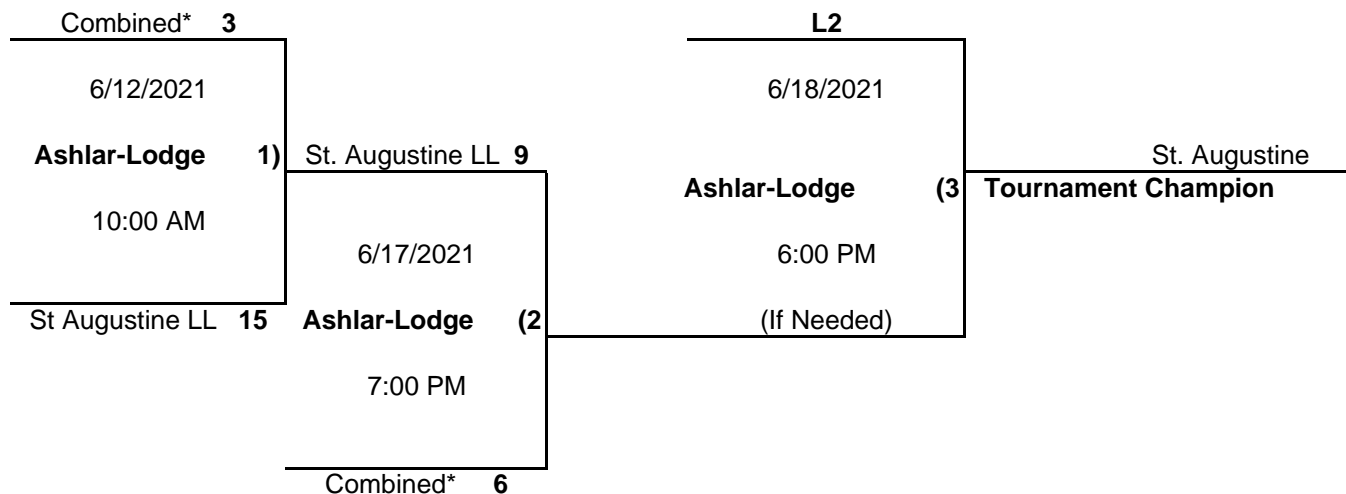 Combined* 3
L2
6/12/2021
6/18/2021
Ashlar-Lodge 1) St. Augustine LL 9
St. Augustine
Ashlar-Lodge (3 Tournament Champion
10:00 AM
6/17/2021
6:00 PM
St Augustine LL 15 Ashlar-Lodge (2
(If Needed)
7:00 PM
Combined* 6